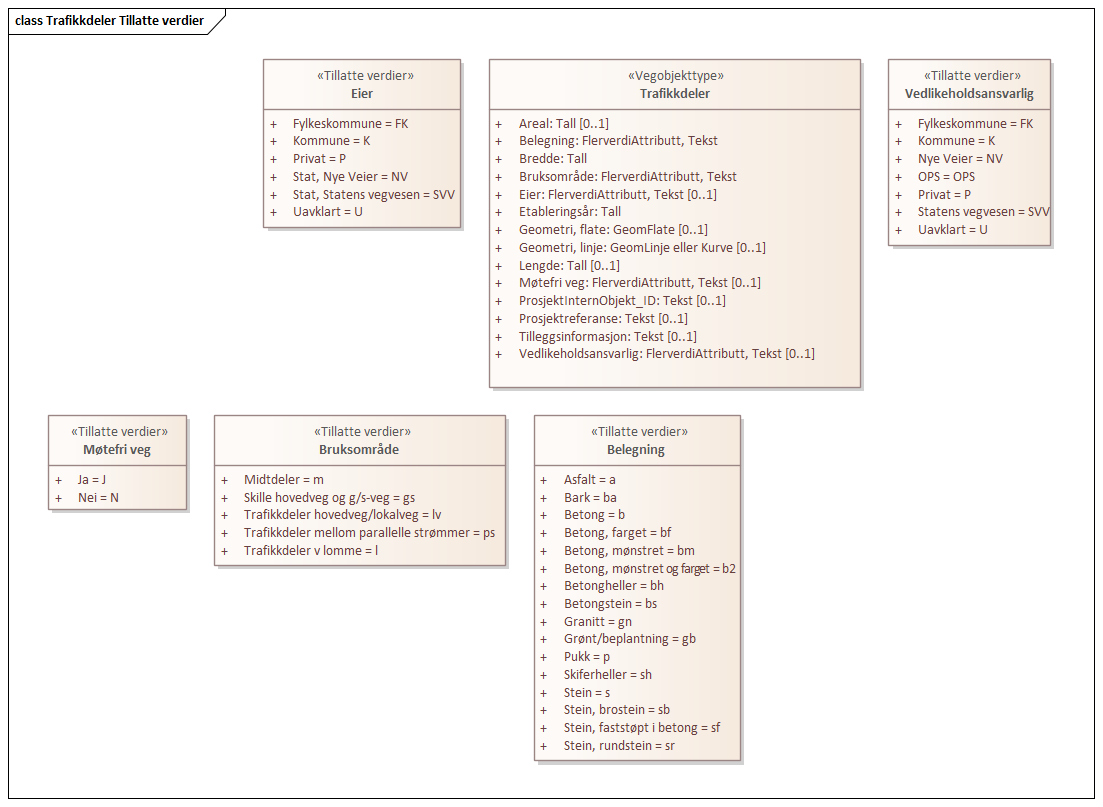 class Trafikkdeler Tillatte verdier
«Tillatte verdier»
Eier
+ Fylkeskommune = FK
+ Kommune = K
+ Privat = P
+ Stat, Nye Veier = NV
+ Stat, Statens vegvesen = SVV
+ Uavklart = U
«Vegobjekttype»
Trafikkdeler
+ Areal: Tall [0..1]
+ Belegning: FlerverdiAttributt, Tekst
+ Bredde: Tall
+ Bruksområde: FlerverdiAttributt, Tekst
+ Eier: FlerverdiAttributt, Tekst [0..1]
+ Etableringsår: Tall
+ Geometri, flate: GeomFlate [0..1]
+ Geometri, linje: GeomLinje eller Kurve [0..1]
+ Lengde: Tall [0..1]
+ Møtefri veg: FlerverdiAttributt, Tekst [0..1]
+ ProsjektInternObjekt_ID: Tekst [0..1]
+ Prosjektreferanse: Tekst [0..1]
+ Tilleggsinformasjon: Tekst [0..1]
+ Vedlikeholdsansvarlig: FlerverdiAttributt, Tekst [0..1]
«Tillatte verdier»
Vedlikeholdsansvarlig
+ Fylkeskommune = FK
+ Kommune = K
+ Nye Veier = NV
+ OPS = OPS
+ Privat = P
+ Statens vegvesen = SVV
+ Uavklart = U
«Tillatte verdier»
Møtefri veg
+ Ja = J
+ Nei = N
«Tillatte verdier»
Bruksområde
+ Midtdeler = m
+ Skille hovedveg og g/s-veg = gs
+ Trafikkdeler hovedveg/lokalveg = lv
+ Trafikkdeler mellom parallelle strømmer = ps
+ Trafikkdeler v lomme = l
«Tillatte verdier»
Belegning
+ Asfalt = a
+ Bark = ba
+ Betong = b
+ Betong, farget = bf
+ Betong, mønstret = bm
+ Betong, mønstret og farget = b2
+ Betongheller = bh
+ Betongstein = bs
+ Granitt = gn
+ Grønt/beplantning = gb
+ Pukk = p
+ Skiferheller = sh
+ Stein = s
+ Stein, brostein = sb
+ Stein, faststøpt i betong = sf
+ Stein, rundstein = sr